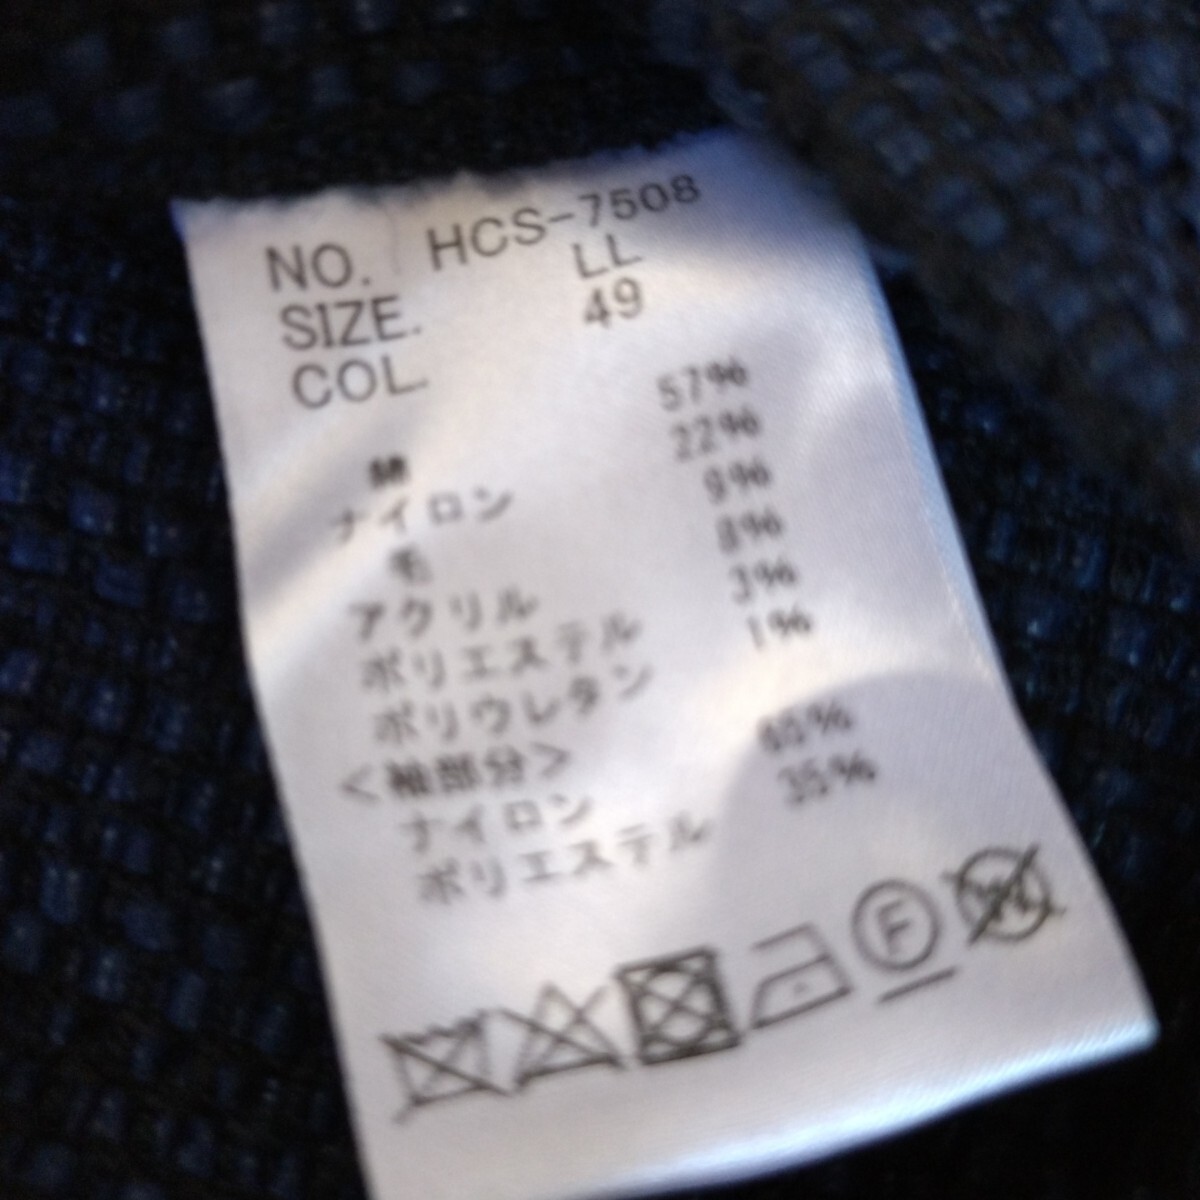 NO. HCS-7508
SIZE. LL
COL. 49
綿 57%
ナイロン 22%
毛 9%
アクリル 8%
ポリエステル 3%
ポリウレタン 1%
<袖部分>
ナイロン 65%
ポリエステル 35%
F
W